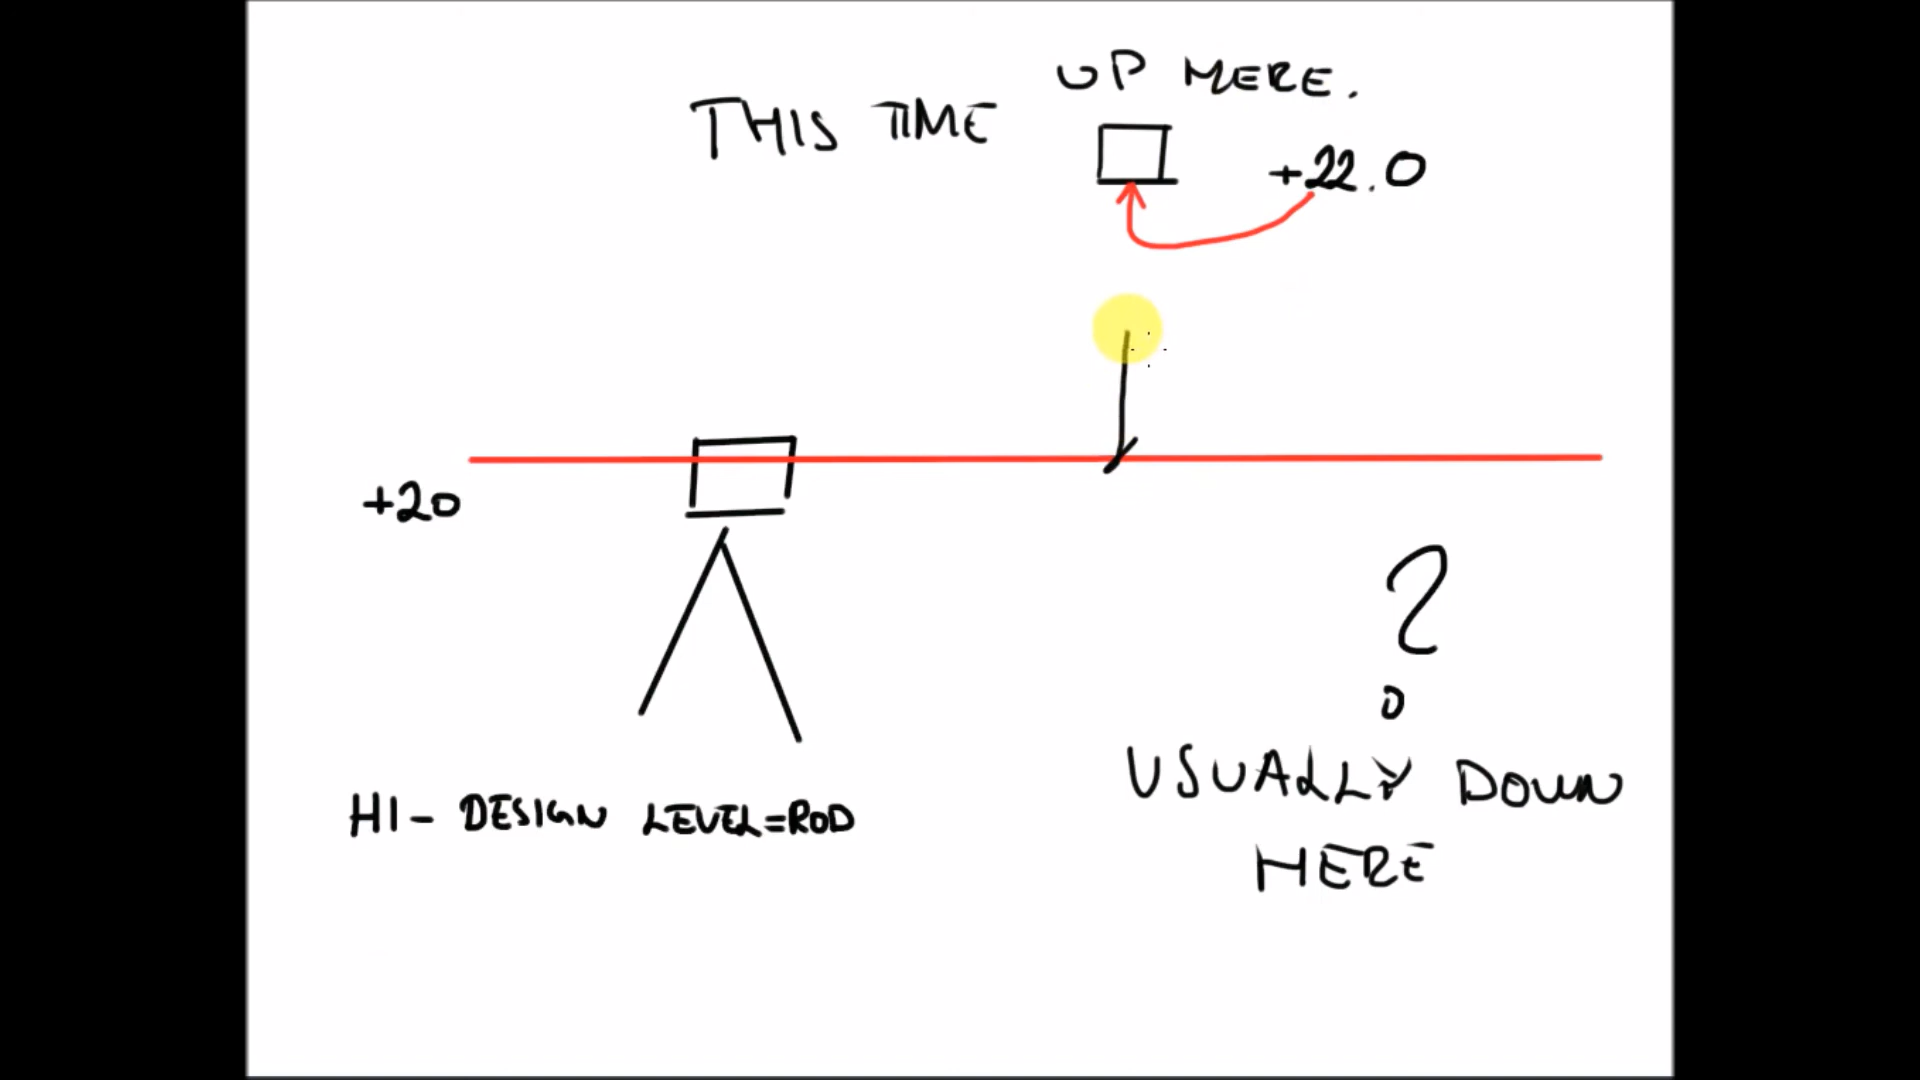 UP HERE.
THIS TIME
+22.0
+20
?
USUALLY DOWN
HERE
HI - DESIGN LEVEL = ROD